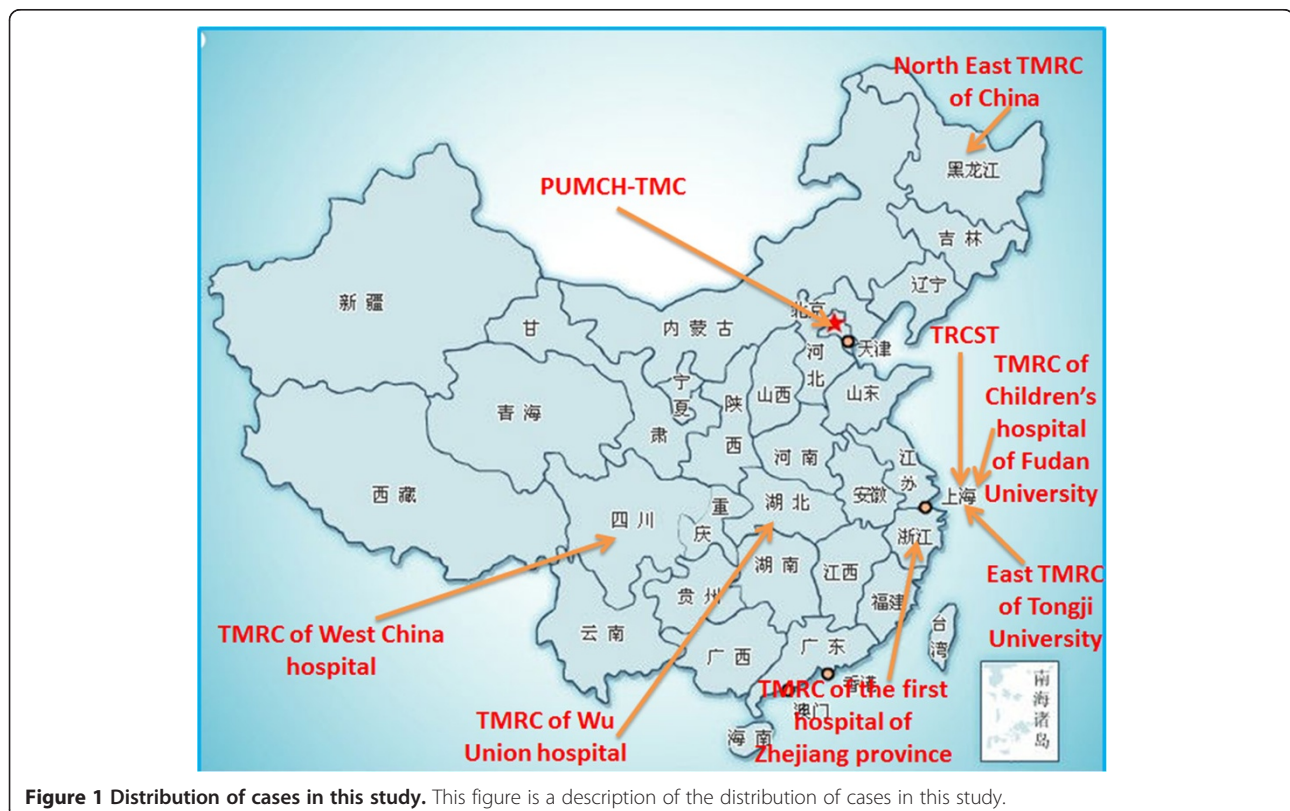 North East TMRC
of China
黑龙江
PUMCH-TMC
吉 林
辽宁
新 疆
甘
内 蒙 古
北京
天津
TRCST
河
北
TMRC of
Children's
hospital
of Fudan
University
宁
夏
陕
西
山西
山东
青 海
肃
河 南
江
苏
安徽
上海
西 藏
四 川
重
庆
湖 北
浙江
湖 南
江西
East TMRC
of Tongji
University
贵 州
福建
TMRC of West China
hospital
云 南
台
湾
广 西
广 东
香港
澳门
南
海
诸
岛
TMRC of the first
hospital of
Zhejiang province
TMRC of Wu
Union hospital
海 南
Figure 1 Distribution of cases in this study. This figure is a description of the distribution of cases in this study.